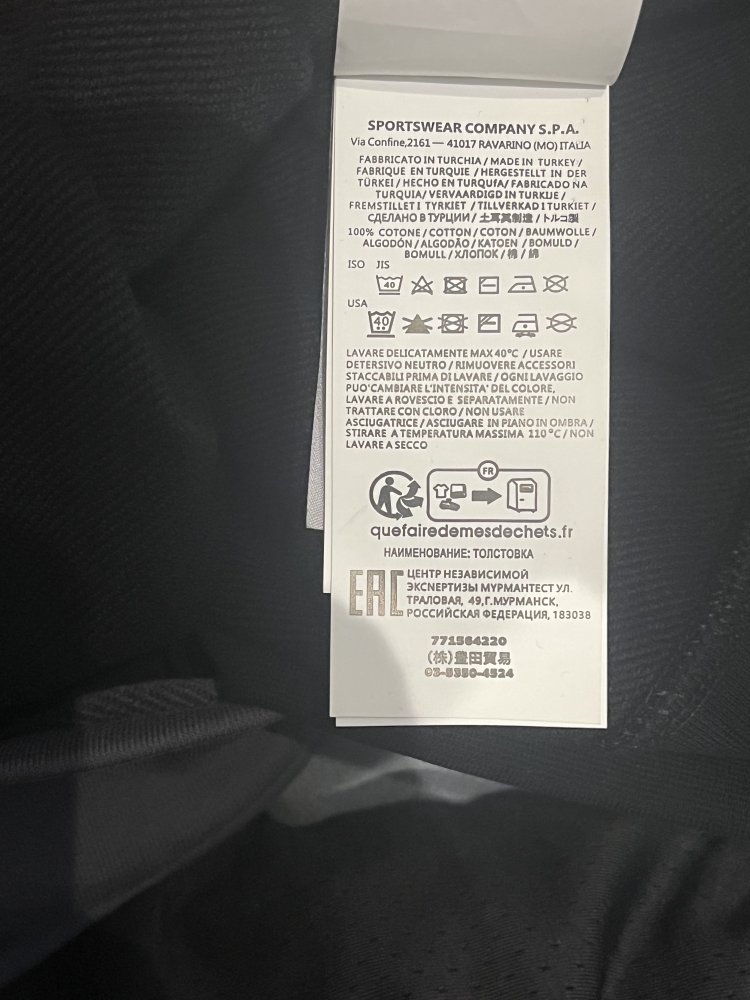 SPORTSWEAR COMPANY S.P.A.
Via Confine,2161— 41017 RAVARINO (MO) ITALIA
FABBRICATO IN TURCHIA / MADE IN TURKEY /
FABRIQUE EN TURQUIE / HERGESTELLT IN DER
TÜRKEI / HECHO EN TURQUFA/ FABRICADO NA
TURQUIA/ VERVAARDIGD IN TURKIJE /
FREMSTILLET I TYRKIET / TILLVERKAD I TURKIET /
СДЕЛАНО В ТУРЦИИ / 土耳其制造 / トルコ製
100% COTONE / COTTON / COTON / BAUMWOLLE /
ALGODÓN / ALGODÃO / KATOEN / BOMULD /
BOMULL / ХЛОПОК / 棉 / 綿
ISO JIS
40
USA
40
LAVARE DELICATAMENTE MAX 40°C / USARE
DETERSIVO NEUTRO / RIMUOVERE ACCESSORI
STACCABILI PRIMA DI LAVARE / OGNI LAVAGGIO
PUO'CAMBIARE L'INTENSITA' DEL COLORE,
LAVARE A ROVESCIO E SEPARATAMENTE / NON
TRATTARE CON CLORO / NON USARE
ASCIUGATRICE / ASCIUGARE IN PIANO IN OMBRA /
STIRARE A TEMPERATURA MASSIMA 110°C / NON
LAVARE A SECCO
FR
quefairedemesdechets.fr
НАИМЕНОВАНИЕ: ТОЛСТОВКА
EAC
ЦЕНТР НЕЗАВИСИМОЙ
ЭКСПЕРТИЗЫ МҮРМАНТЕСТ УЛ.
ТРАЛОВАЯ, 49,Г.МУРМАНСК,
РОССИЙСКАЯ ФЕДЕРАЦИЯ, 183038
771564220
(株)豊田貿易
03-5350-4524